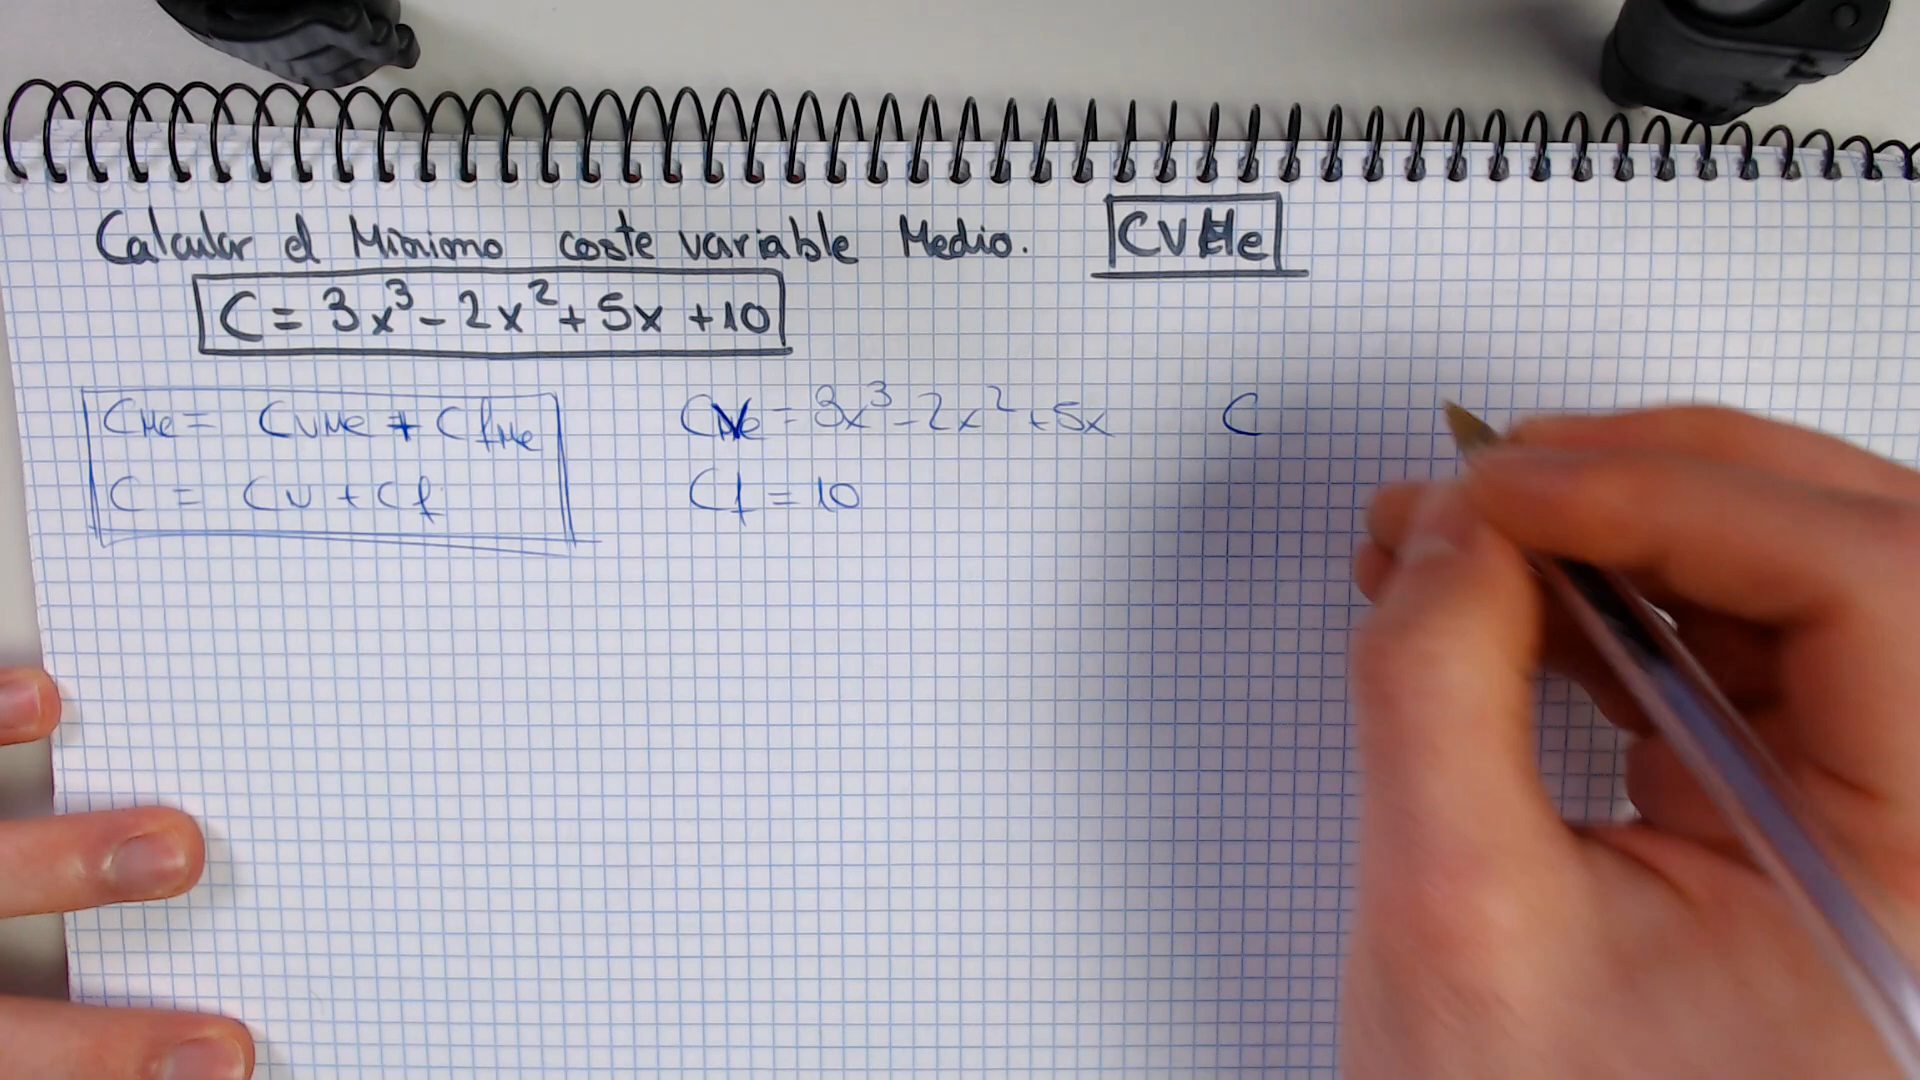 Calcular el Mínimo coste variable Medio. CVMe
C = 3x³ - 2x² + 5x + 10
CMe = CVMe + CfMe
C = CV + Cf
= 3x³ - 2x² + 5x
C
Cf = 10